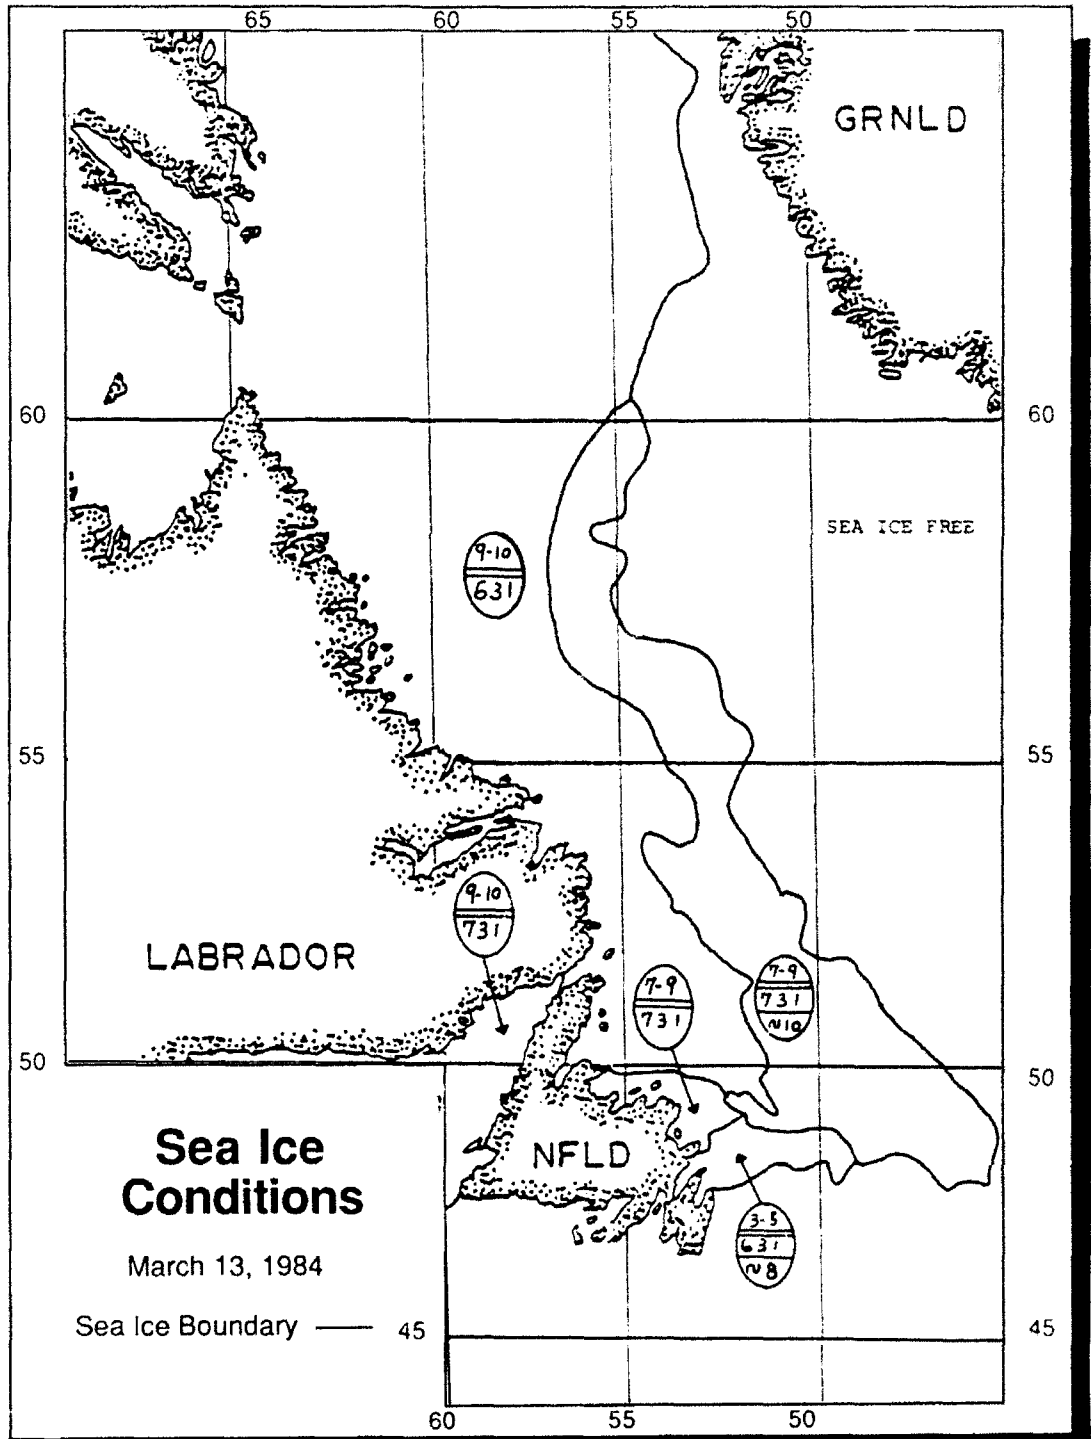 65 60 55 50
GRNLD
60 60
SEA ICE FREE
9-10
631
55 55
9-10
731
LABRADOR
7-9
731
7-9
731
~10
50 50
Sea Ice
Conditions
NFLD
3-5
631
~8
March 13, 1984
Sea Ice Boundary — 45 45
60 55 50